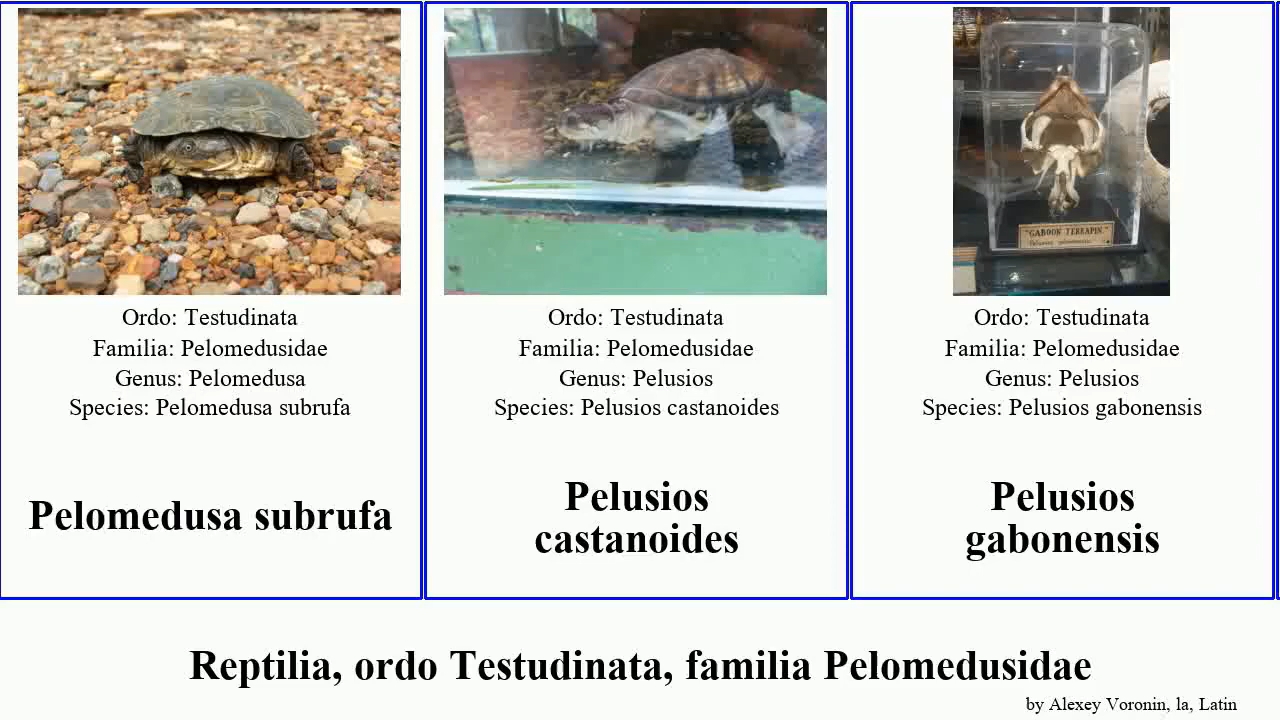 "GABOON TERRAPIN."
Pelusios gabonensis
Ordo: Testudinata
Familia: Pelomedusidae
Genus: Pelomedusa
Species: Pelomedusa subrufa
Pelomedusa subrufa
Ordo: Testudinata
Familia: Pelomedusidae
Genus: Pelusios
Species: Pelusios castanoides
Pelusios
castanoides
Ordo: Testudinata
Familia: Pelomedusidae
Genus: Pelusios
Species: Pelusios gabonensis
Pelusios
gabonensis
Reptilia, ordo Testudinata, familia Pelomedusidae
by Alexey Voronin, la, Latin